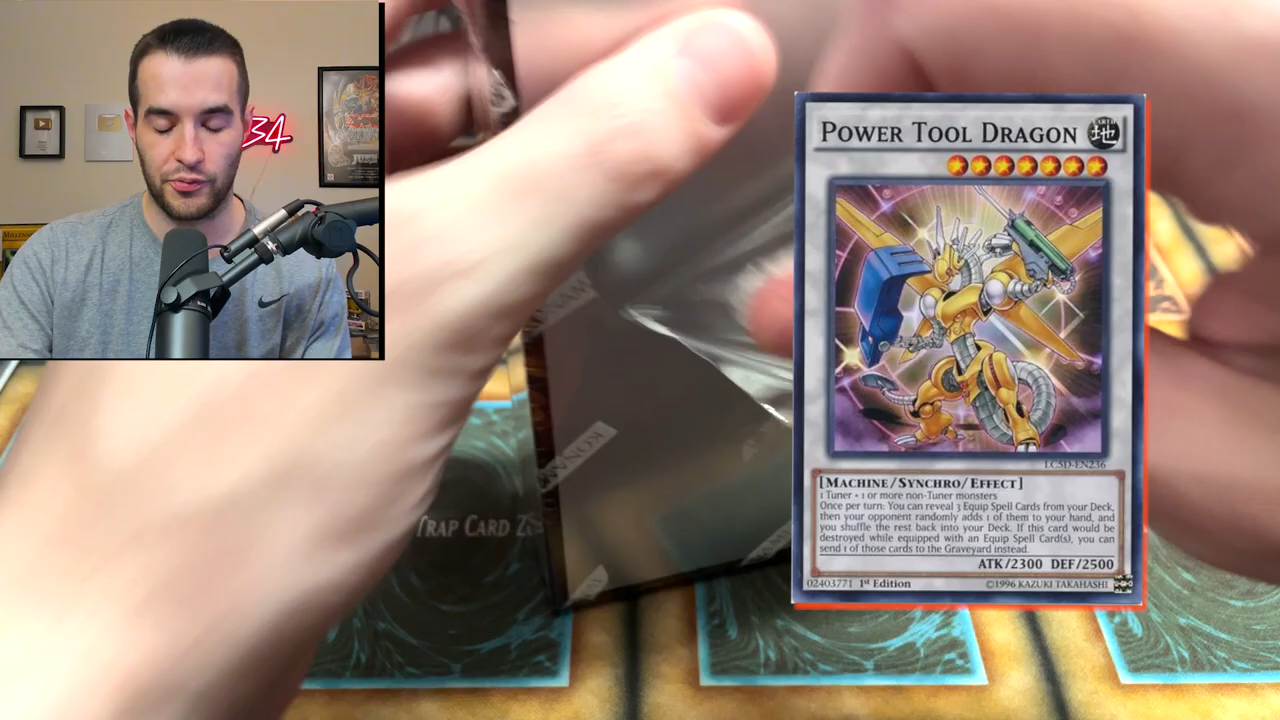 34
POWER TOOL DRAGON
EARTH
地
LC5D-EN236
[MACHINE/SYNCHRO/EFFECT]
1 Tuner + 1 or more non-Tuner monsters
Once per turn: You can reveal 3 Equip Spell Cards from your Deck,
then your opponent randomly adds 1 of them to your hand, and
you shuffle the rest back into your Deck. If this card would be
destroyed while equipped with an Equip Spell Card(s), you can
send 1 of those cards to the Graveyard instead.
ATK/2300 DEF/2500
02403771 1st Edition
©1996 KAZUKI TAKAHASHI
KONAMI
TRAP CARD Z